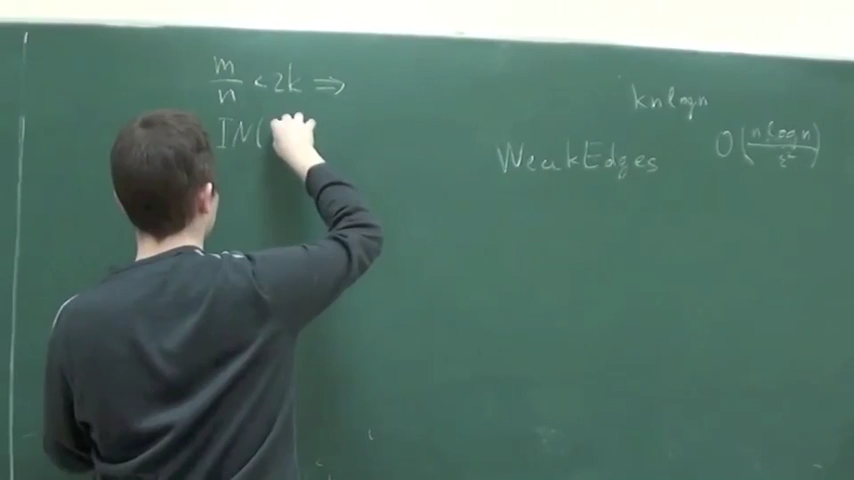 m/n < 2k ⇒
IN(
knlogn
WeakEdges O(nlogn/ε²)